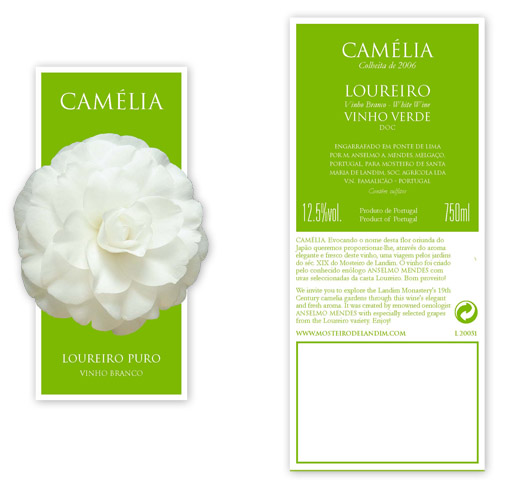 CAMÉLIA
LOUREIRO PURO
VINHO BRANCO
CAMÉLIA
Colheita de 2006
LOUREIRO
Vinho Branco - White Wine
VINHO VERDE
DOC
ENGARRAFADO EM PONTE DE LIMA
POR M. ANSELMO A. MENDES, MELGAÇO,
PORTUGAL, PARA MOSTEIRO DE SANTA
MARIA DE LANDIM, SOC. AGRÍCOLA LDA
V.N. FAMALICÃO - PORTUGAL
Contém sulfitos
12.5%vol.
Produto de Portugal
Product of Portugal
750ml
CAMÉLIA. Evocando o nome desta flor oriunda do
Japão queremos proporcionar-lhe, através do aroma
elegante e fresco deste vinho, uma viagem pelos jardins
do séc. XIX do Mosteiro de Landim. O vinho foi criado
pelo conhecido enólogo ANSELMO MENDES com
uvas seleccionadas da casta Loureiro. Bom proveito!
We invite you to explore the Landim Monastery's 19th
Century camelia gardens through this wine's elegant
and fresh aroma. It was created by renowned oenologist
ANSELMO MENDES with especially selected grapes
from the Loureiro variety. Enjoy!
WWW.MOSTEIRODELANDIM.COM
L 20051